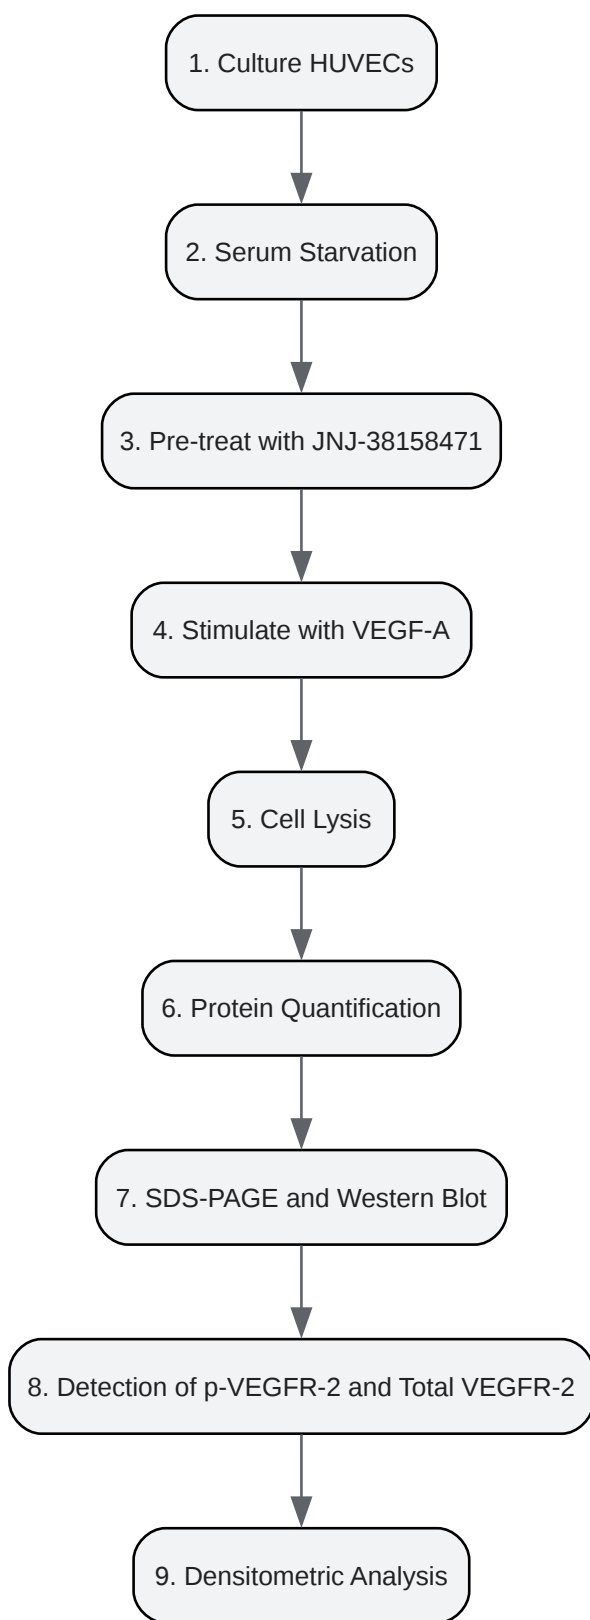 1. Culture HUVECs
2. Serum Starvation
3. Pre-treat with JNJ-38158471
4. Stimulate with VEGF-A
5. Cell Lysis
6. Protein Quantification
7. SDS-PAGE and Western Blot
8. Detection of p-VEGFR-2 and Total VEGFR-2
9. Densitometric Analysis